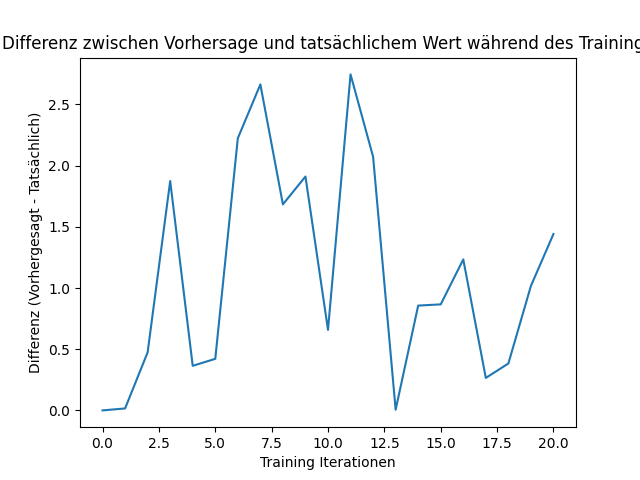 Differenz zwischen Vorhersage und tatsächlichem Wert während des Training
Differenz (Vorhergesagt - Tatsächlich)
2.5
2.0
1.5
1.0
0.5
0.0
0.0 2.5 5.0 7.5 10.0 12.5 15.0 17.5 20.0
Training Iterationen